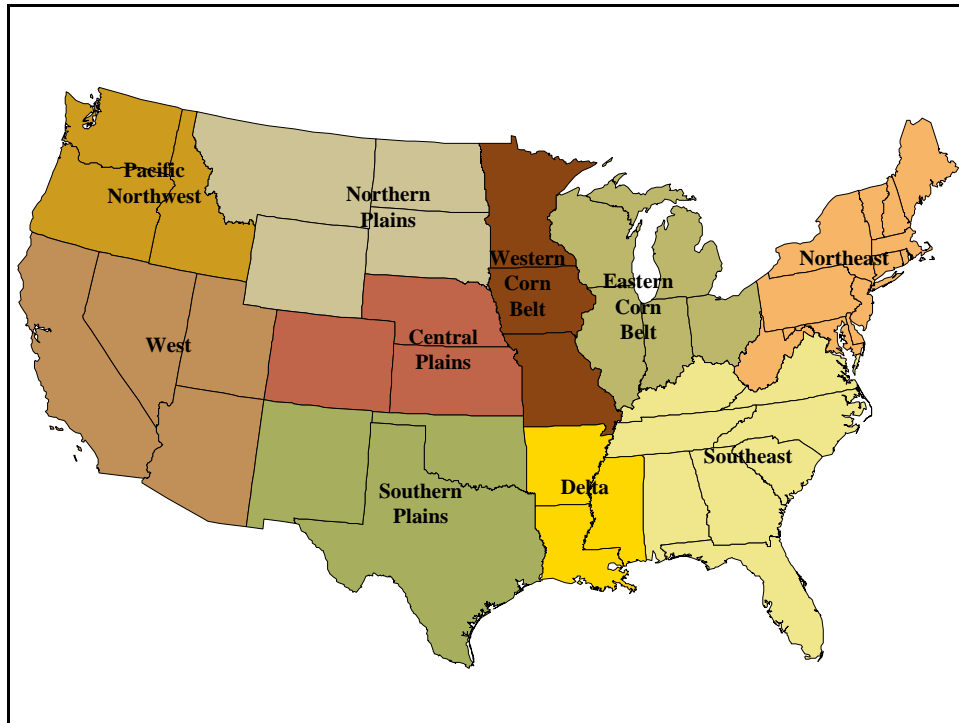 Pacific
Northwest
Northern
Plains
Western
Corn
Belt
Eastern
Corn
Belt
Northeast
West
Central
Plains
Southern
Plains
Delta
Southeast